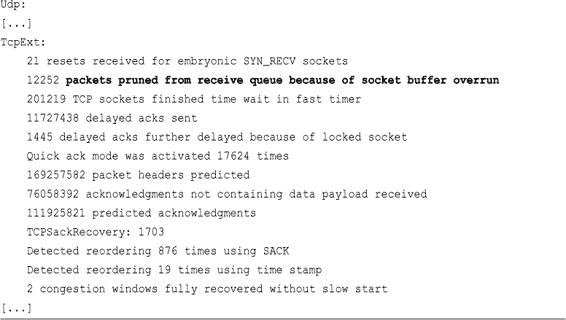 Udp:
[...]
TcpExt:
21 resets received for embryonic SYN_RECV sockets
12252 packets pruned from receive queue because of socket buffer overrun
201219 TCP sockets finished time wait in fast timer
11727438 delayed acks sent
1445 delayed acks further delayed because of locked socket
Quick ack mode was activated 17624 times
169257582 packet headers predicted
76058392 acknowledgments not containing data payload received
111925821 predicted acknowledgments
TCPSackRecovery: 1703
Detected reordering 876 times using SACK
Detected reordering 19 times using time stamp
2 congestion windows fully recovered without slow start
[...]